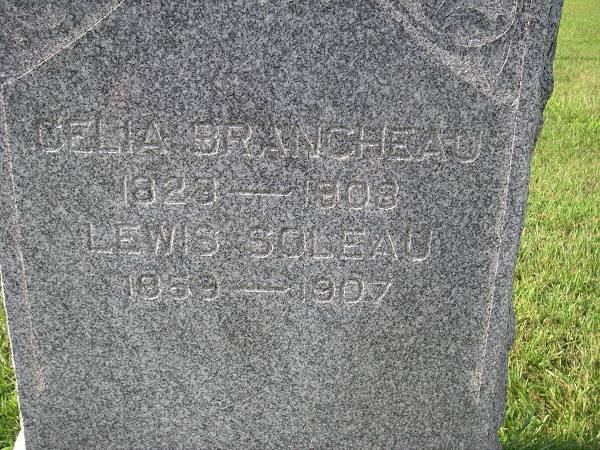 CELIA BRANCHEAU
1823 — 1908
LEWIS SOLEAU
1859 — 1907